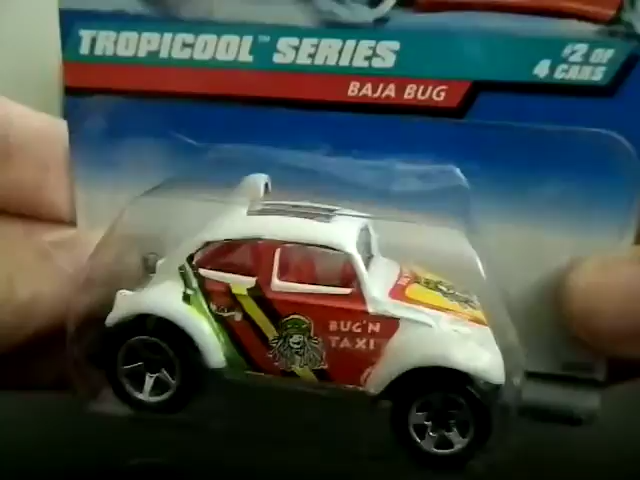 TROPICOOL™ SERIES
#2 OF
4 CARS
BAJA BUG
BUG'N
TAXI